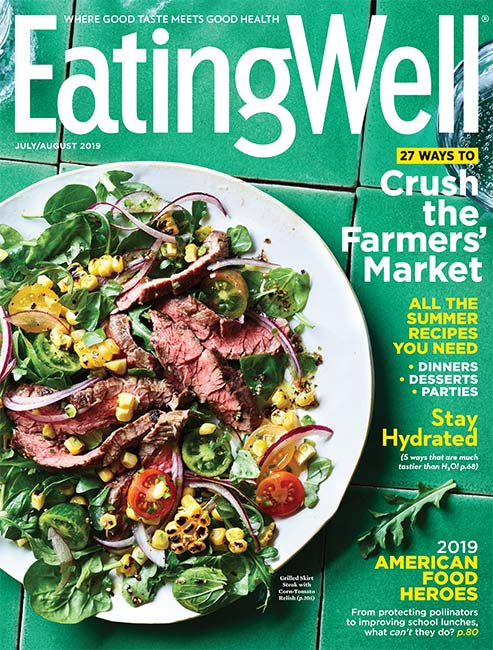 WHERE GOOD TASTE MEETS GOOD HEALTH
EatingWell®
JULY/AUGUST 2019
27 WAYS TO
Crush
the
Farmers'
Market
ALL THE
SUMMER
RECIPES
YOU NEED
• DINNERS
• DESSERTS
• PARTIES
Stay
Hydrated
(5 ways that are much
tastier than H₂O! p.68)
2019
AMERICAN
FOOD
HEROES
From protecting pollinators
to improving school lunches,
what can't they do? p.80
Grilled Skirt
Steak with
Corn-Tomato
Relish (p.101)